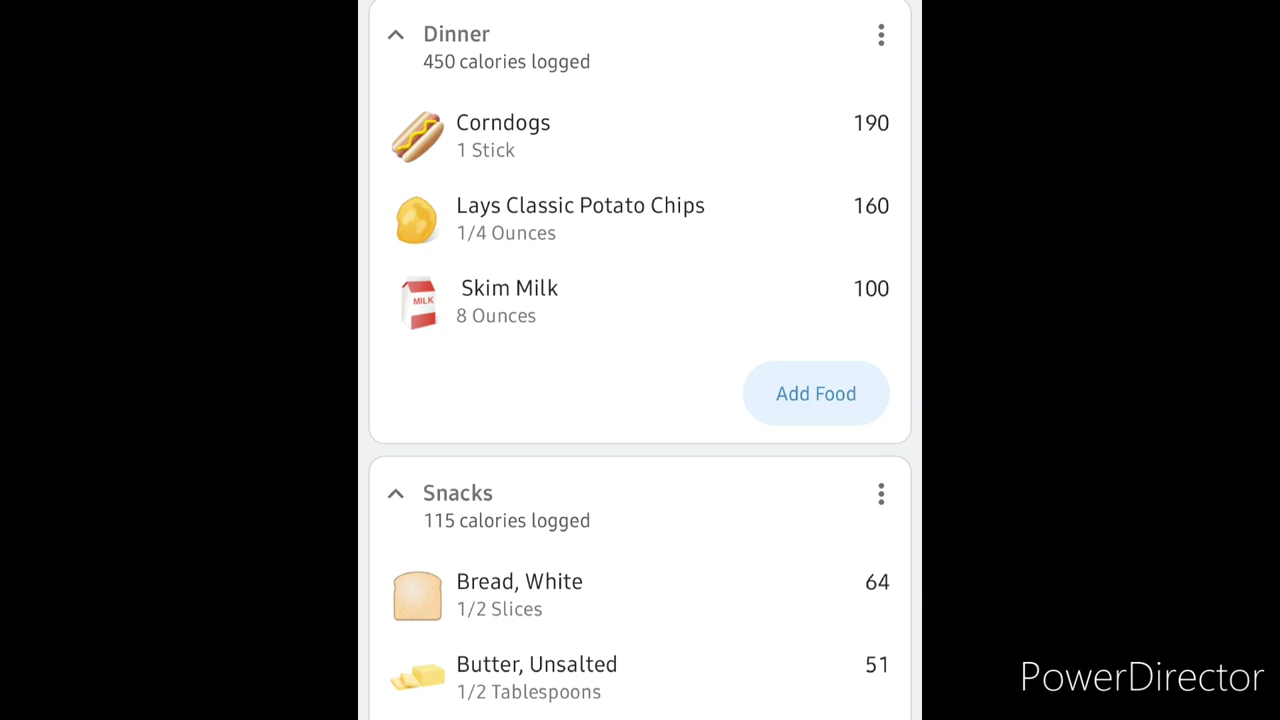 Dinner
450 calories logged
Corndogs 190
1 Stick
Lays Classic Potato Chips 160
1/4 Ounces
MILK
Skim Milk 100
8 Ounces
Add Food
Snacks
115 calories logged
Bread, White 64
1/2 Slices
Butter, Unsalted 51
1/2 Tablespoons
PowerDirector